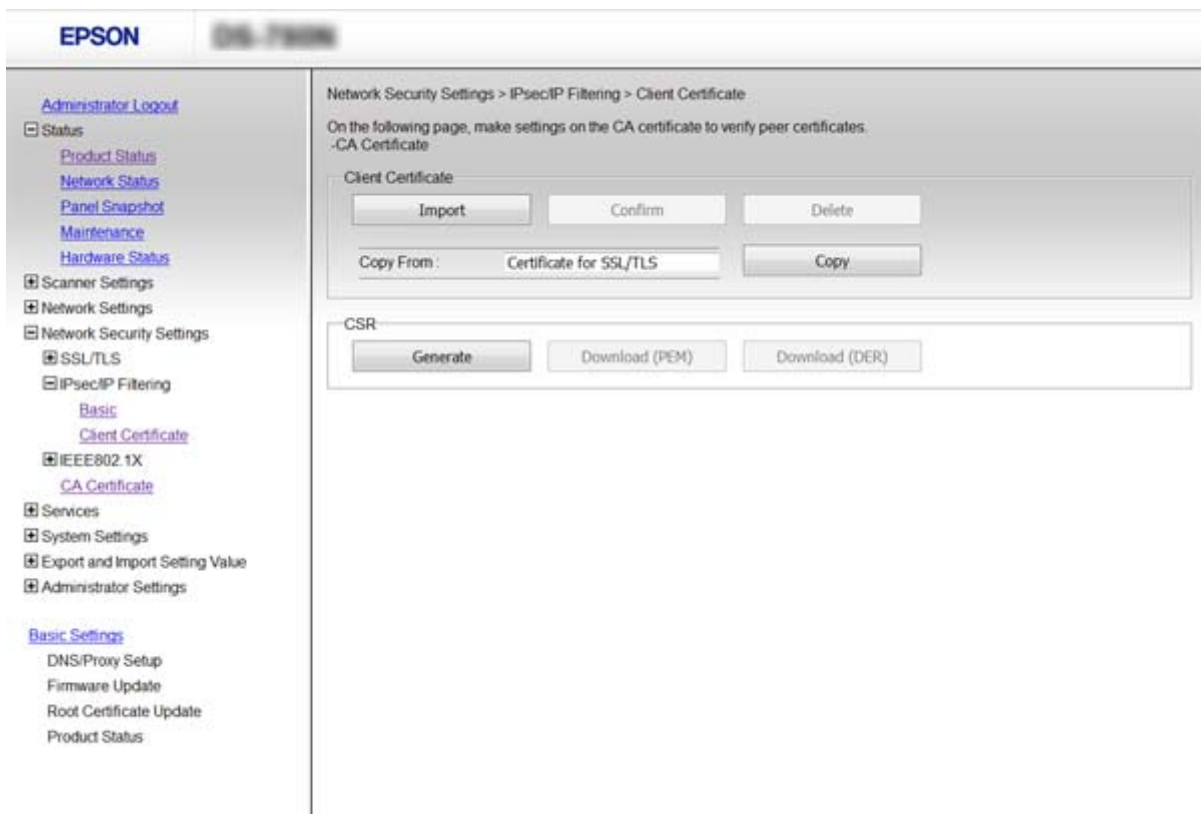 EPSON
Administrator Logout
Status
Product Status
Network Status
Panel Snapshot
Maintenance
Hardware Status
Scanner Settings
Network Settings
Network Security Settings
SSL/TLS
IPsec/IP Filtering
Basic
Client Certificate
IEEE802.1X
CA Certificate
Services
System Settings
Export and Import Setting Value
Administrator Settings
Basic Settings
DNS/Proxy Setup
Firmware Update
Root Certificate Update
Product Status
Network Security Settings > IPsec/IP Filtering > Client Certificate
On the following page, make settings on the CA certificate to verify peer certificates.
-CA Certificate
Client Certificate
Import Confirm Delete
Copy From : Certificate for SSL/TLS Copy
CSR
Generate Download (PEM) Download (DER)